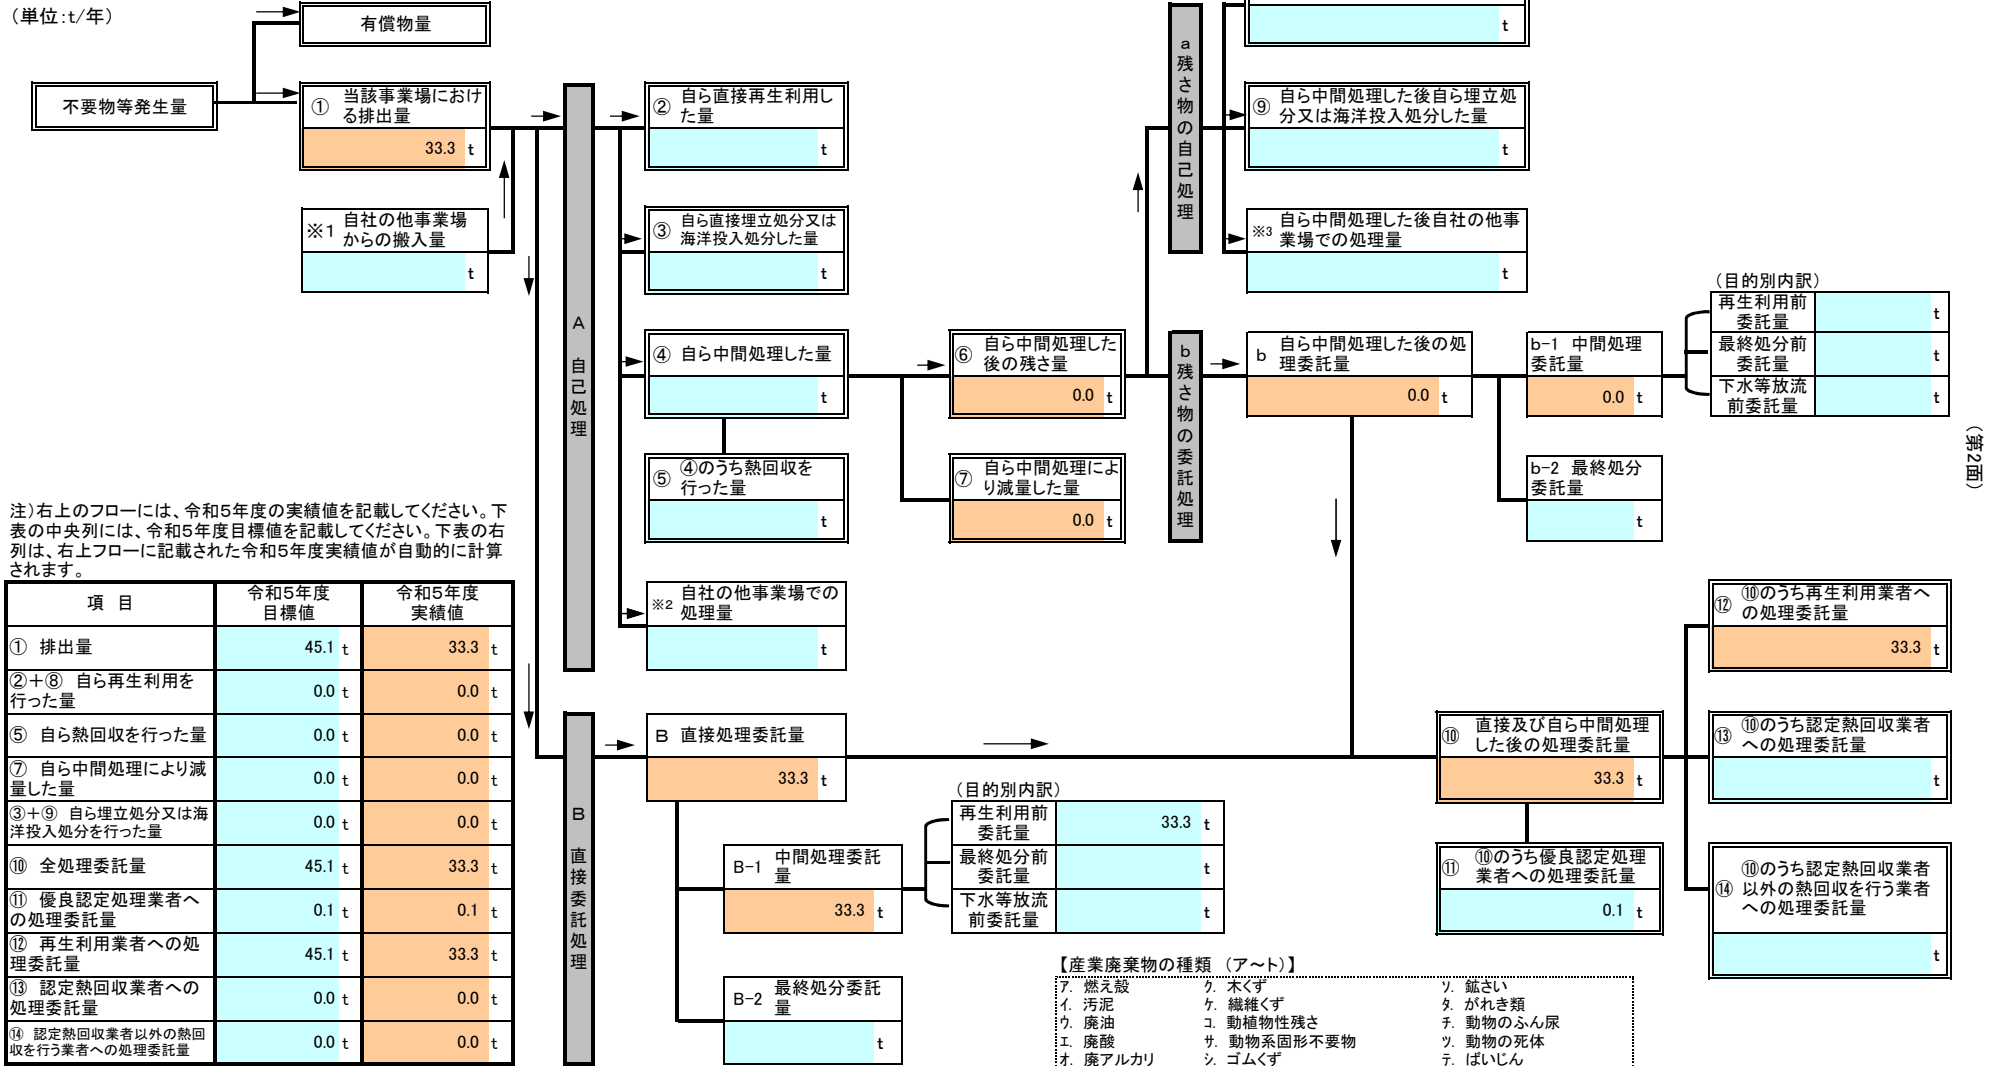 （単位:ｔ/年）
有償物量
不要物等発生量
① 当該事業場におけ
る排出量
33.3 t
※1 自社の他事業場
からの搬入量
t
A 自己処理
② 自ら直接再生利用し
た量
t
③ 自ら直接埋立処分又は
海洋投入処分した量
t
④ 自ら中間処理した量
t
⑤ ④のうち熱回収を
行った量
t
※2 自社の他事業場での
処理量
t
⑥ 自ら中間処理した
後の残さ量
0.0 t
⑦ 自ら中間処理によ
り減量した量
0.0 t
a 残さ物の自己処理
t
⑨ 自ら中間処理した後自ら埋立処
分又は海洋投入処分した量
t
※3 自ら中間処理した後自社の他事
業場での処理量
t
b 残さ物の委託処理
b 自ら中間処理した後の処
理委託量
0.0 t
b-1 中間処理
委託量
0.0 t
b-2 最終処分
委託量
t
（目的別内訳）
再生利用前
委託量
t
最終処分前
委託量
t
下水等放流
前委託量
t
（第2面）
注）右上のフローには、令和5年度の実績値を記載してください。下
表の中央列には、令和5年度目標値を記載してください。下表の右
列は、右上フローに記載された令和5年度実績値が自動的に計算
されます。
項 目
令和5年度
目標値
令和5年度
実績値
① 排出量 45.1 t 33.3 t
②＋⑧ 自ら再生利用を
行った量 0.0 t 0.0 t
⑤ 自ら熱回収を行った量 0.0 t 0.0 t
⑦ 自ら中間処理により減
量した量 0.0 t 0.0 t
③＋⑨ 自ら埋立処分又は海
洋投入処分を行った量 0.0 t 0.0 t
⑩ 全処理委託量 45.1 t 33.3 t
⑪ 優良認定処理業者へ
の処理委託量 0.1 t 0.1 t
⑫ 再生利用業者への処
理委託量 45.1 t 33.3 t
⑬ 認定熱回収業者への
処理委託量 0.0 t 0.0 t
⑭ 認定熱回収業者以外の熱回
収を行う業者への処理委託量 0.0 t 0.0 t
B 直接委託処理
B 直接処理委託量
33.3 t
B-1 中間処理委託
量
33.3 t
B-2 最終処分委託
量
t
（目的別内訳）
再生利用前
委託量
33.3 t
最終処分前
委託量
t
下水等放流
前委託量
t
⑩ 直接及び自ら中間処理
した後の処理委託量
33.3 t
⑪ ⑩のうち優良認定処理
業者への処理委託量
0.1 t
⑫ ⑩のうち再生利用業者へ
の処理委託量
33.3 t
⑬ ⑩のうち認定熱回収業者
への処理委託量
t
⑭ ⑩のうち認定熱回収業者
以外の熱回収を行う業者
への処理委託量
t
【産業廃棄物の種類 （ア～ト）】
ア. 燃え殻 ク. 木くず ソ. 鉱さい
イ. 汚泥 ケ. 繊維くず タ. がれき類
ウ. 廃油 コ. 動植物性残さ チ. 動物のふん尿
エ. 廃酸 サ. 動物系固形不要物 ツ. 動物の死体
オ. 廃アルカリ シ. ゴムくず テ. ばいじん